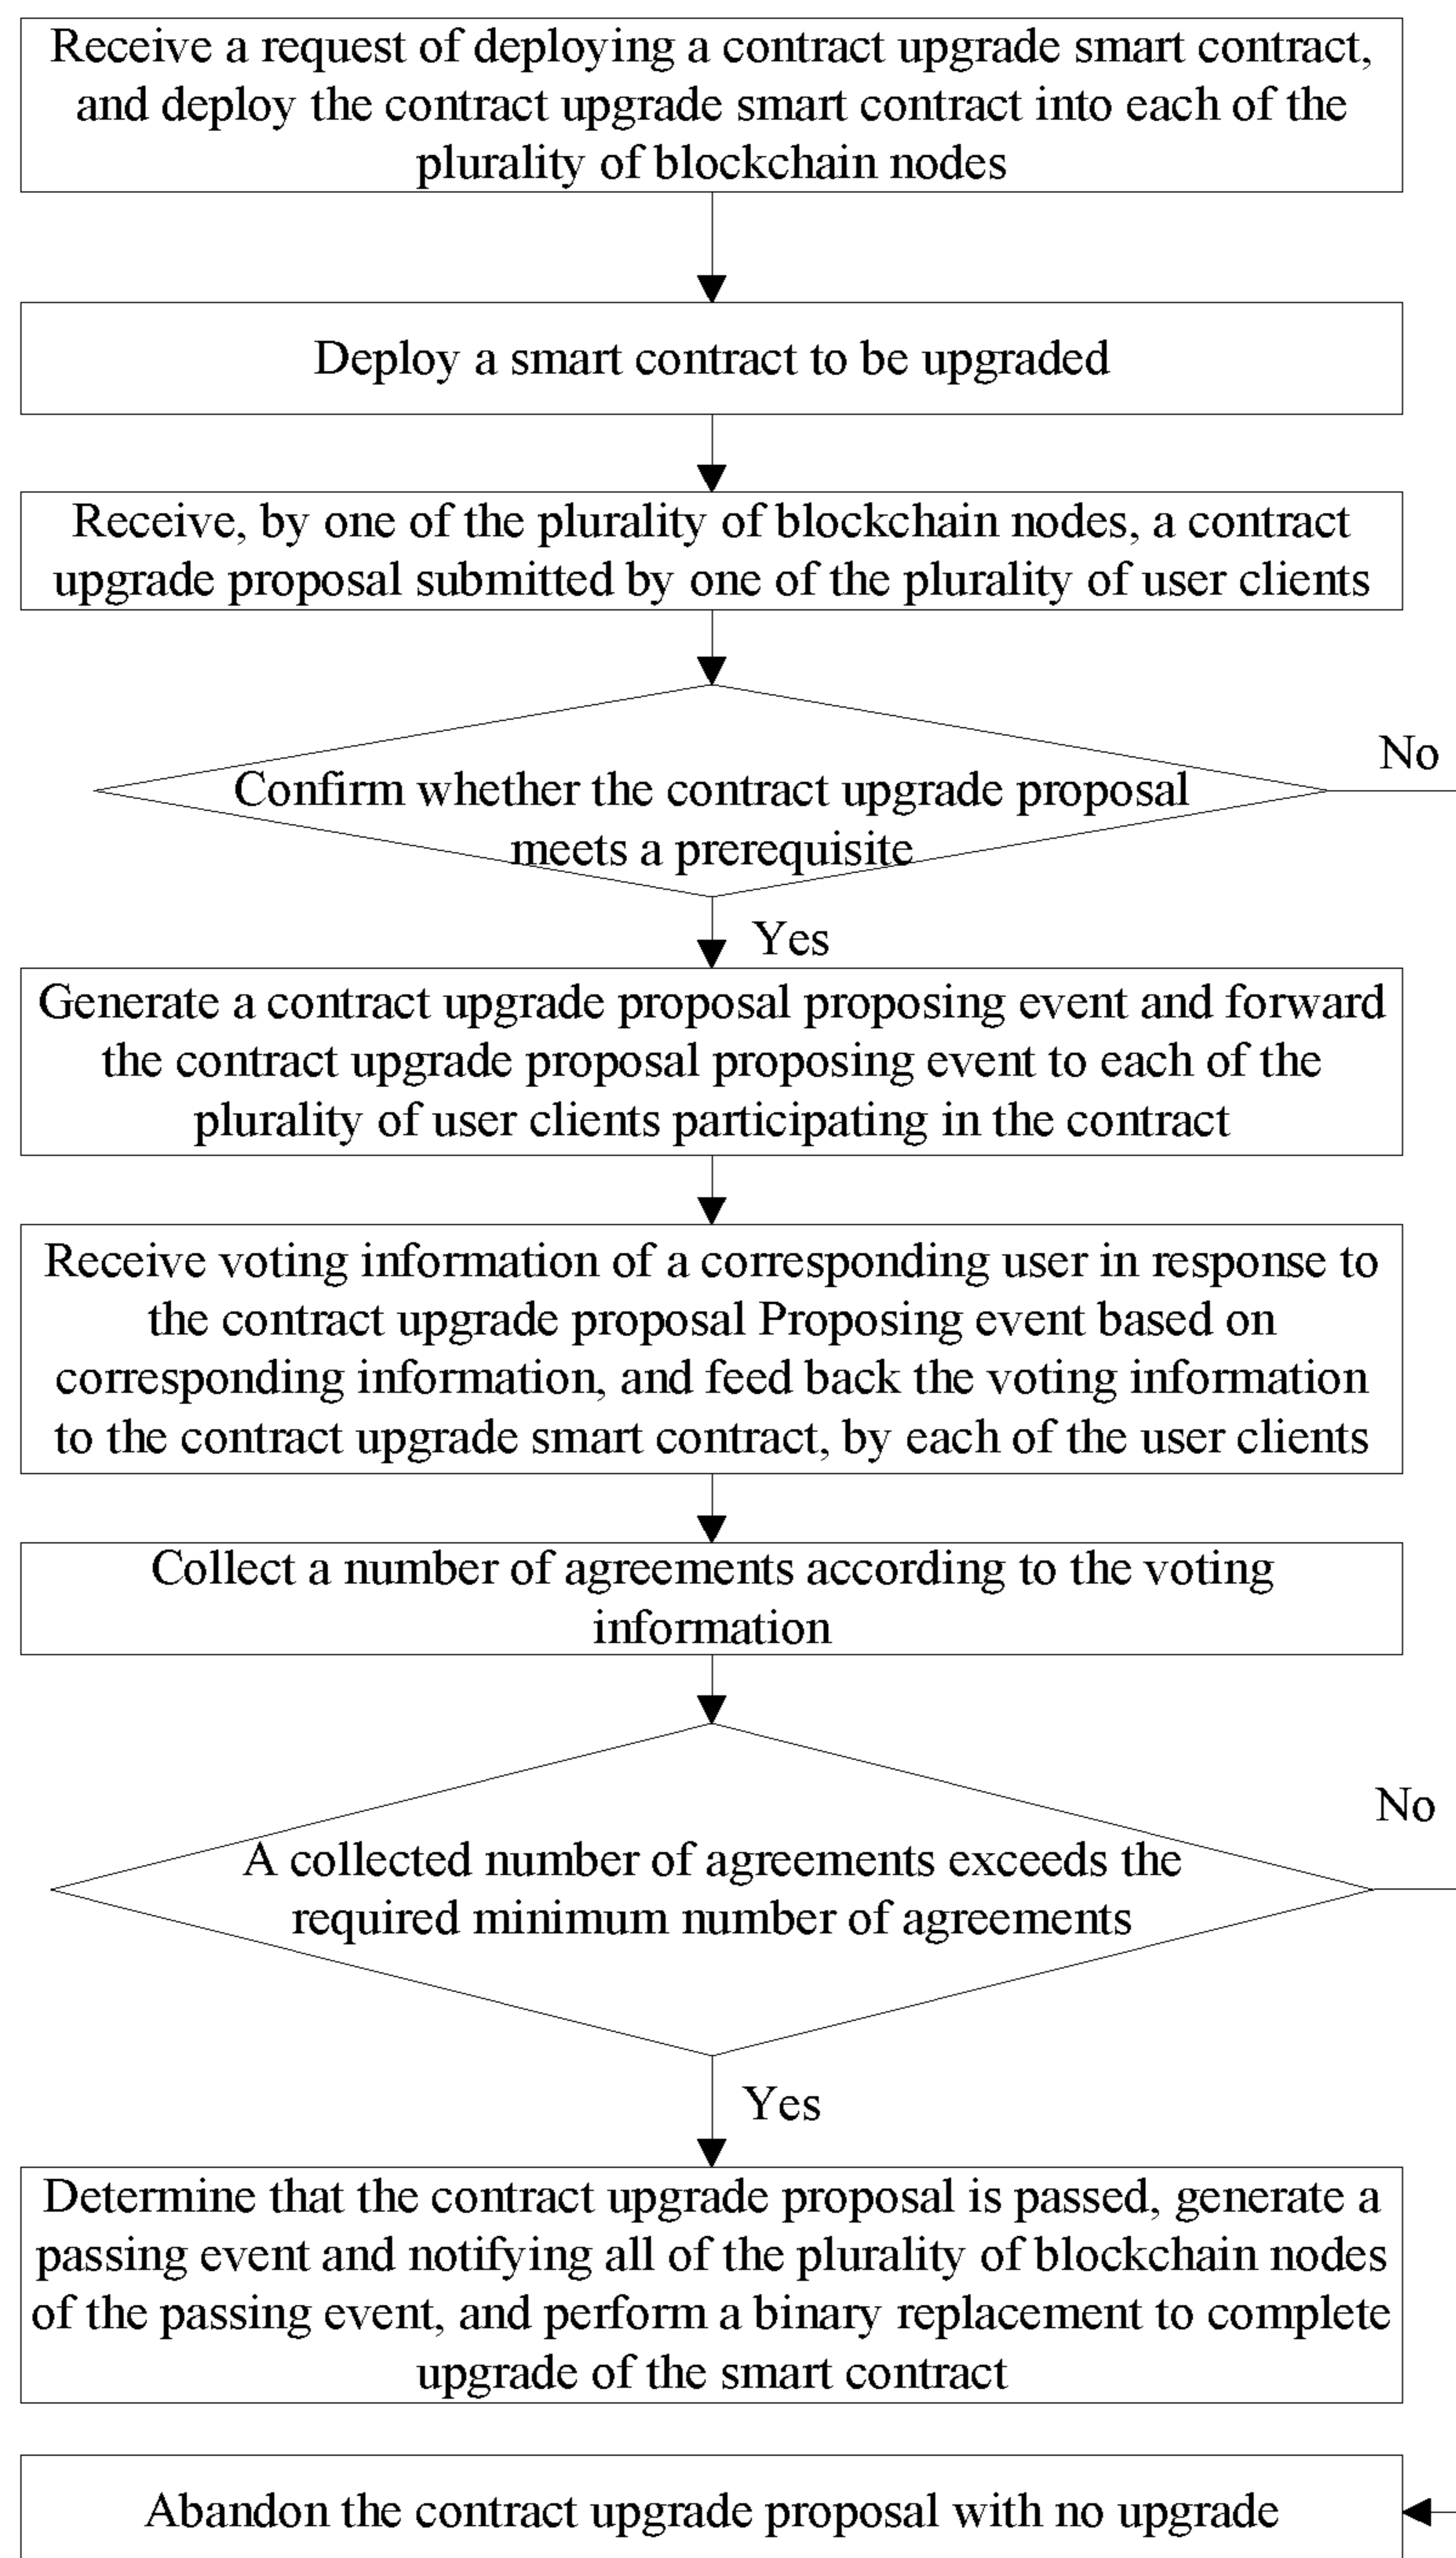 Receive a request of deploying a contract upgrade smart contract,
and deploy the contract upgrade smart contract into each of the
plurality of blockchain nodes
Deploy a smart contract to be upgraded
Receive, by one of the plurality of blockchain nodes, a contract
upgrade proposal submitted by one of the plurality of user clients
No
Confirm whether the contract upgrade proposal
meets a prerequisite
Yes
Generate a contract upgrade proposal proposing event and forward
the contract upgrade proposal proposing event to each of the
plurality of user clients participating in the contract
Receive voting information of a corresponding user in response to
the contract upgrade proposal Proposing event based on
corresponding information, and feed back the voting information
to the contract upgrade smart contract, by each of the user clients
Collect a number of agreements according to the voting
information
No
A collected number of agreements exceeds the
required minimum number of agreements
Yes
Determine that the contract upgrade proposal is passed, generate a
passing event and notifying all of the plurality of blockchain nodes
of the passing event, and perform a binary replacement to complete
upgrade of the smart contract
Abandon the contract upgrade proposal with no upgrade